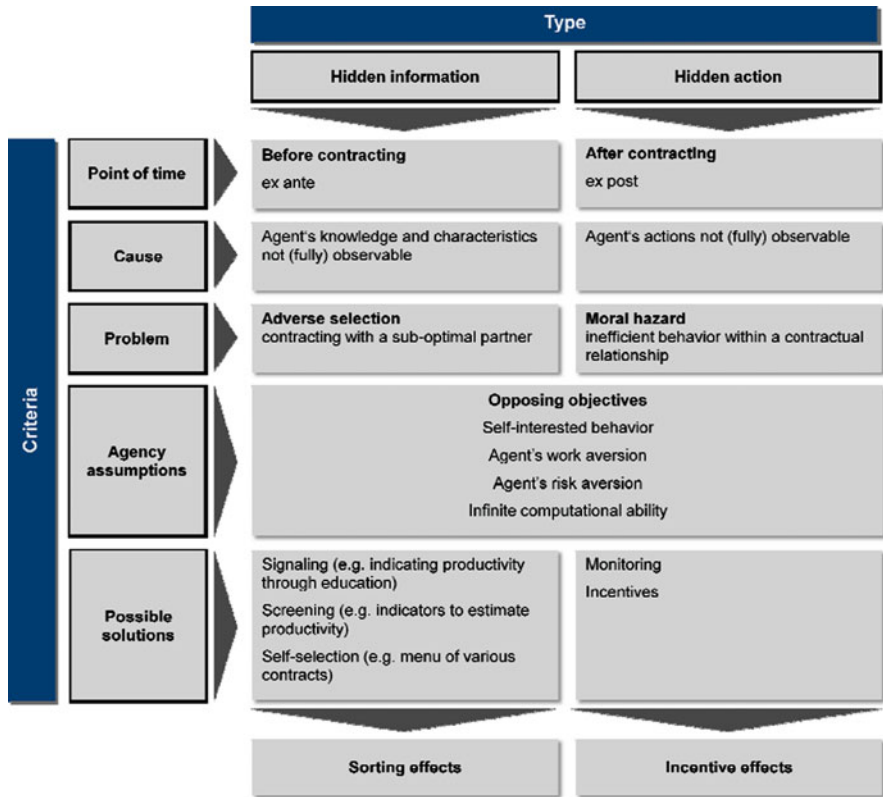 Type
Hidden information
Hidden action
Criteria
Point of time
Before contracting
ex ante
After contracting
ex post
Cause
Agent's knowledge and characteristics
not (fully) observable
Agent's actions not (fully) observable
Problem
Adverse selection
contracting with a sub-optimal partner
Moral hazard
inefficient behavior within a contractual
relationship
Agency
assumptions
Opposing objectives
Self-interested behavior
Agent's work aversion
Agent's risk aversion
Infinite computational ability
Possible
solutions
Signaling (e.g. indicating productivity
through education)
Screening (e.g. indicators to estimate
productivity)
Self-selection (e.g. menu of various
contracts)
Monitoring
Incentives
Sorting effects
Incentive effects